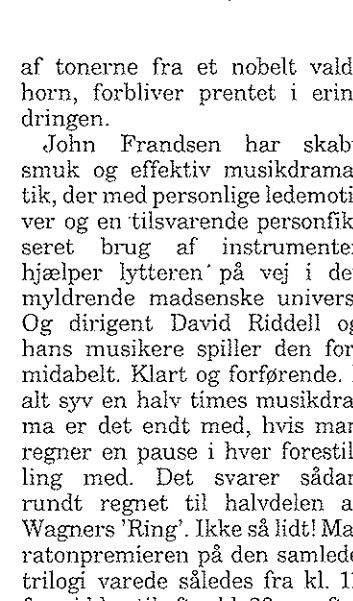 af tonerne fra et nobelt vald
horn, forbliver prentet i erin
dringen.
John Frandsen har skab
smuk og effektiv musikdrama
tik, der med personlige ledemoti
ver og en tilsvarende personfik
seret brug af instrumente
hjælper lytteren på vej i de
myldrende madsenske univers
Og dirigent David Riddell og
hans musikere spiller den for
midabelt. Klart og forførende. I
alt syv en halv times musikdra
ma er det endt med, hvis man
regner en pause i hver forestil
ling med. Det svarer sådan
rundt regnet til halvdelen a
Wagners 'Ring'. Ikke så lidt! Ma
ratonpremieren på den samlede
trilogi varede således fra kl. 1